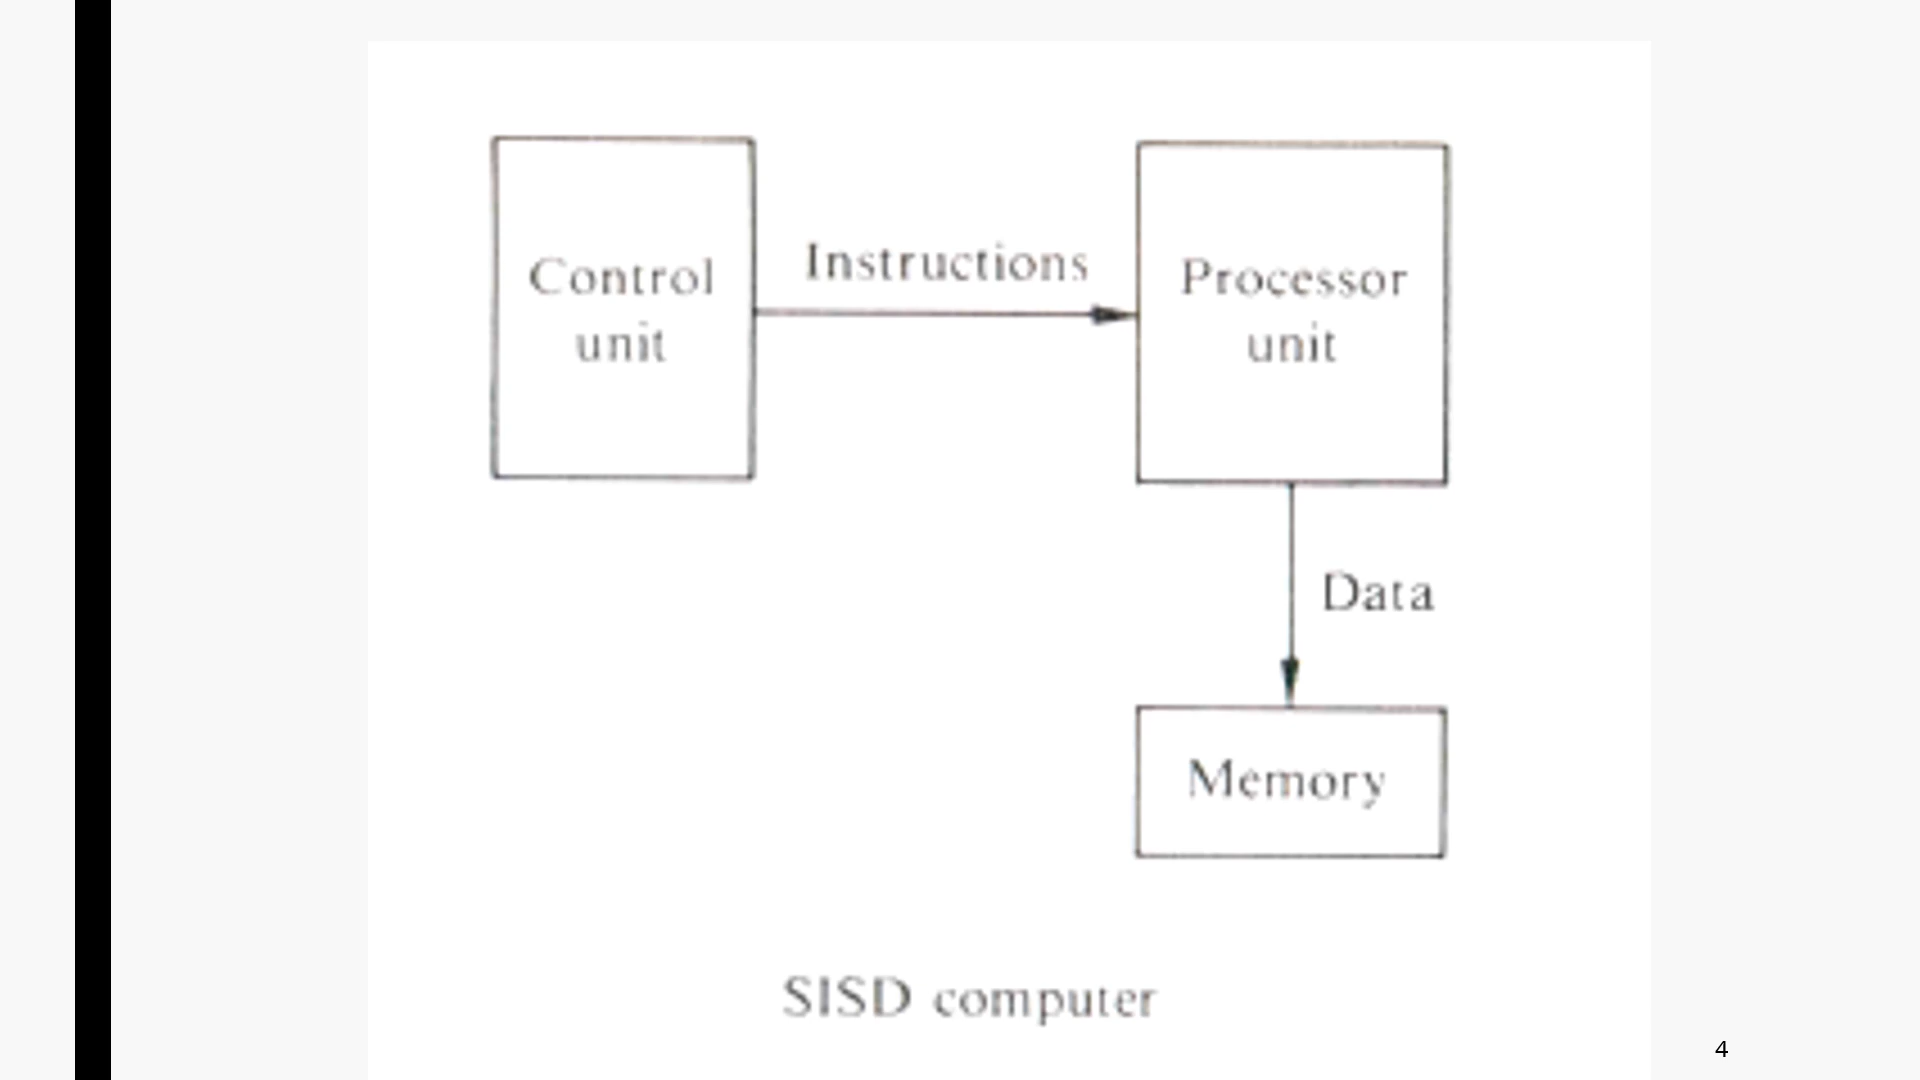 Control
unit
Instructions
Processor
unit
Data
Memory
SISD computer
4